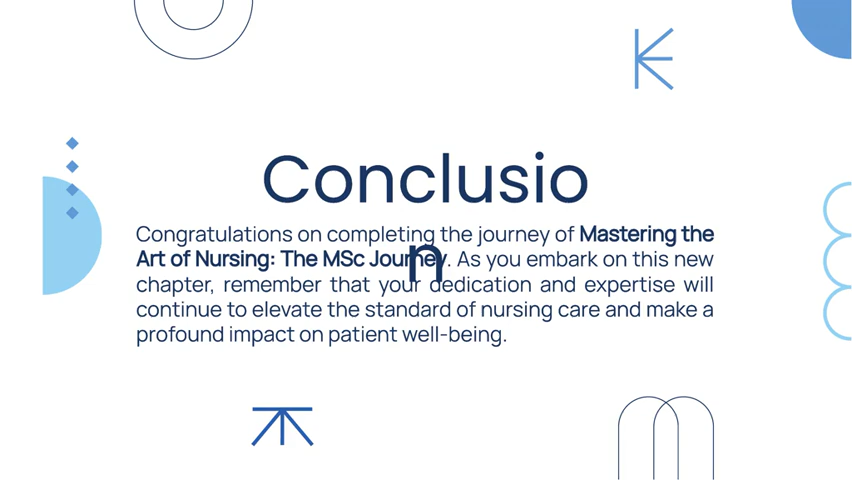 Conclusio
n
Congratulations on completing the journey of Mastering the
Art of Nursing: The MSc Journey. As you embark on this new
chapter, remember that your dedication and expertise will
continue to elevate the standard of nursing care and make a
profound impact on patient well-being.